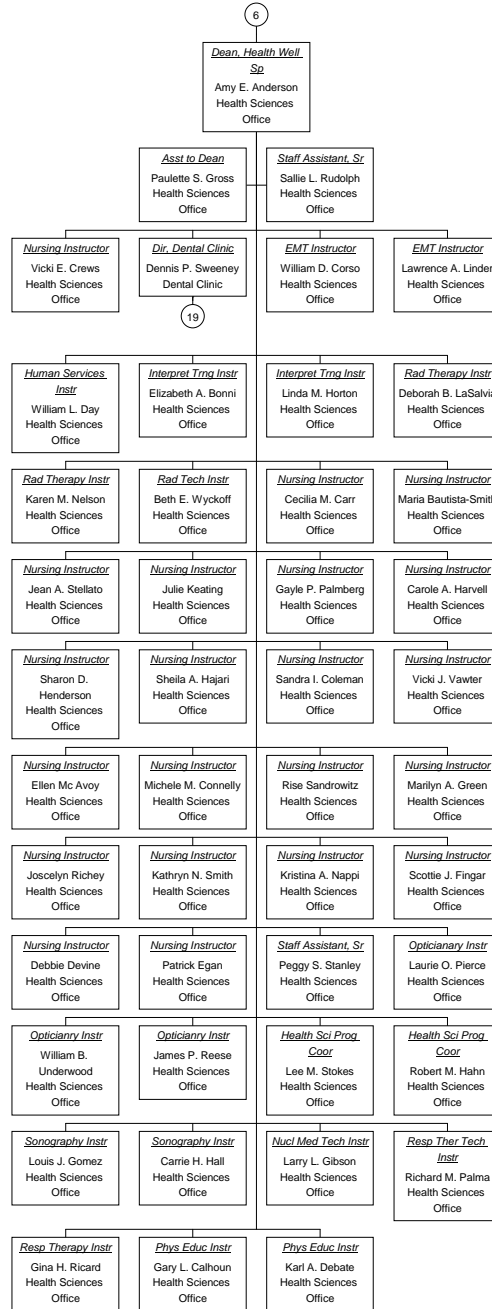 6
Dean, Health Well
Sp
Amy E. Anderson
Health Sciences
Office
Asst to Dean
Paulette S. Gross
Health Sciences
Office
Staff Assistant, Sr
Sallie L. Rudolph
Health Sciences
Office
Nursing Instructor
Vicki E. Crews
Health Sciences
Office
Dir, Dental Clinic
Dennis P. Sweeney
Dental Clinic
19
EMT Instructor
William D. Corso
Health Sciences
Office
EMT Instructor
Lawrence A. Linder
Health Sciences
Office
Human Services
Instr
William L. Day
Health Sciences
Office
Interpret Trng Instr
Elizabeth A. Bonni
Health Sciences
Office
Interpret Trng Instr
Linda M. Horton
Health Sciences
Office
Rad Therapy Instr
Deborah B. LaSalvia
Health Sciences
Office
Rad Therapy Instr
Karen M. Nelson
Health Sciences
Office
Rad Tech Instr
Beth E. Wyckoff
Health Sciences
Office
Nursing Instructor
Cecilia M. Carr
Health Sciences
Office
Nursing Instructor
Maria Bautista-Smith
Health Sciences
Office
Nursing Instructor
Jean A. Stellato
Health Sciences
Office
Nursing Instructor
Julie Keating
Health Sciences
Office
Nursing Instructor
Gayle P. Palmberg
Health Sciences
Office
Nursing Instructor
Carole A. Harvell
Health Sciences
Office
Nursing Instructor
Sharon D.
Henderson
Health Sciences
Office
Nursing Instructor
Sheila A. Hajari
Health Sciences
Office
Nursing Instructor
Sandra I. Coleman
Health Sciences
Office
Nursing Instructor
Vicki J. Vawter
Health Sciences
Office
Nursing Instructor
Ellen Mc Avoy
Health Sciences
Office
Nursing Instructor
Michele M. Connelly
Health Sciences
Office
Nursing Instructor
Rise Sandrowitz
Health Sciences
Office
Nursing Instructor
Marilyn A. Green
Health Sciences
Office
Nursing Instructor
Joscelyn Richey
Health Sciences
Office
Nursing Instructor
Kathryn N. Smith
Health Sciences
Office
Nursing Instructor
Kristina A. Nappi
Health Sciences
Office
Nursing Instructor
Scottie J. Fingar
Health Sciences
Office
Nursing Instructor
Debbie Devine
Health Sciences
Office
Nursing Instructor
Patrick Egan
Health Sciences
Office
Staff Assistant, Sr
Peggy S. Stanley
Health Sciences
Office
Opticianary Instr
Laurie O. Pierce
Health Sciences
Office
Opticianry Instr
William B.
Underwood
Health Sciences
Office
Opticianry Instr
James P. Reese
Health Sciences
Office
Health Sci Prog
Coor
Lee M. Stokes
Health Sciences
Office
Health Sci Prog
Coor
Robert M. Hahn
Health Sciences
Office
Sonography Instr
Louis J. Gomez
Health Sciences
Office
Sonography Instr
Carrie H. Hall
Health Sciences
Office
Nucl Med Tech Instr
Larry L. Gibson
Health Sciences
Office
Resp Ther Tech
Instr
Richard M. Palma
Health Sciences
Office
Resp Therapy Instr
Gina H. Ricard
Health Sciences
Office
Phys Educ Instr
Gary L. Calhoun
Health Sciences
Office
Phys Educ Instr
Karl A. Debate
Health Sciences
Office